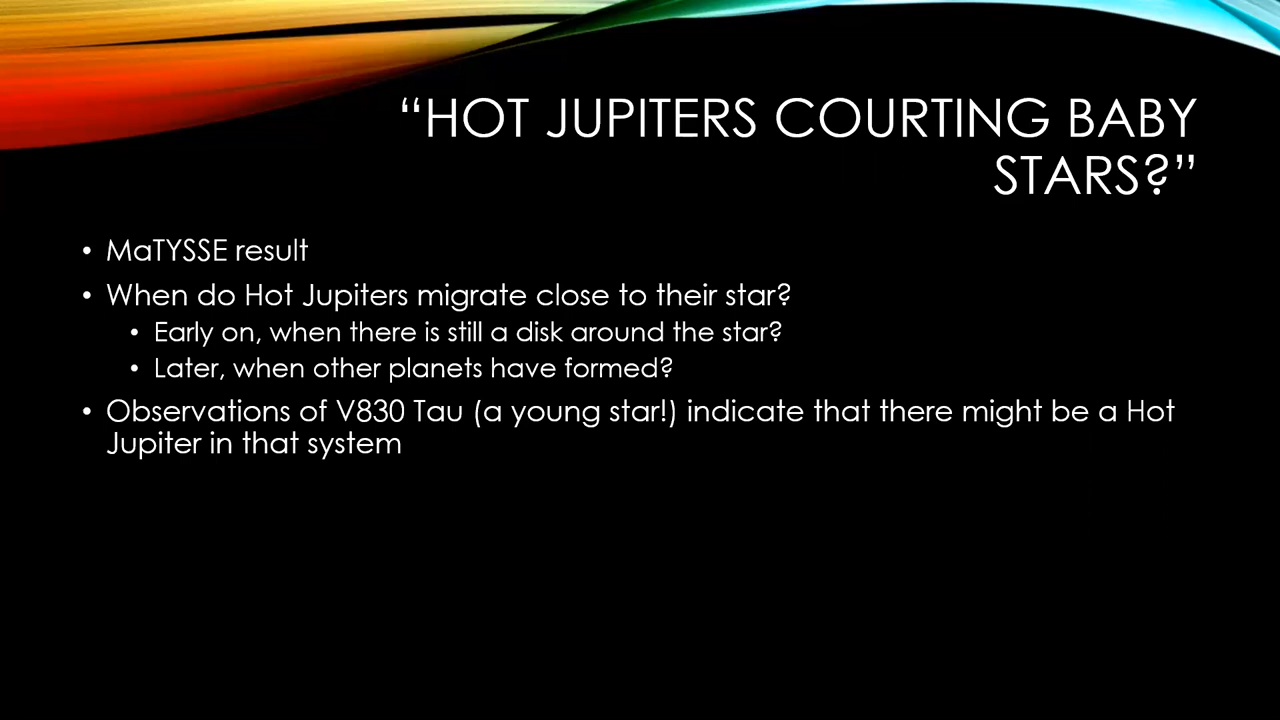 “HOT JUPITERS COURTING BABY
STARS?”
• MaTYSSE result
• When do Hot Jupiters migrate close to their star?
• Early on, when there is still a disk around the star?
• Later, when other planets have formed?
• Observations of V830 Tau (a young star!) indicate that there might be a Hot
Jupiter in that system